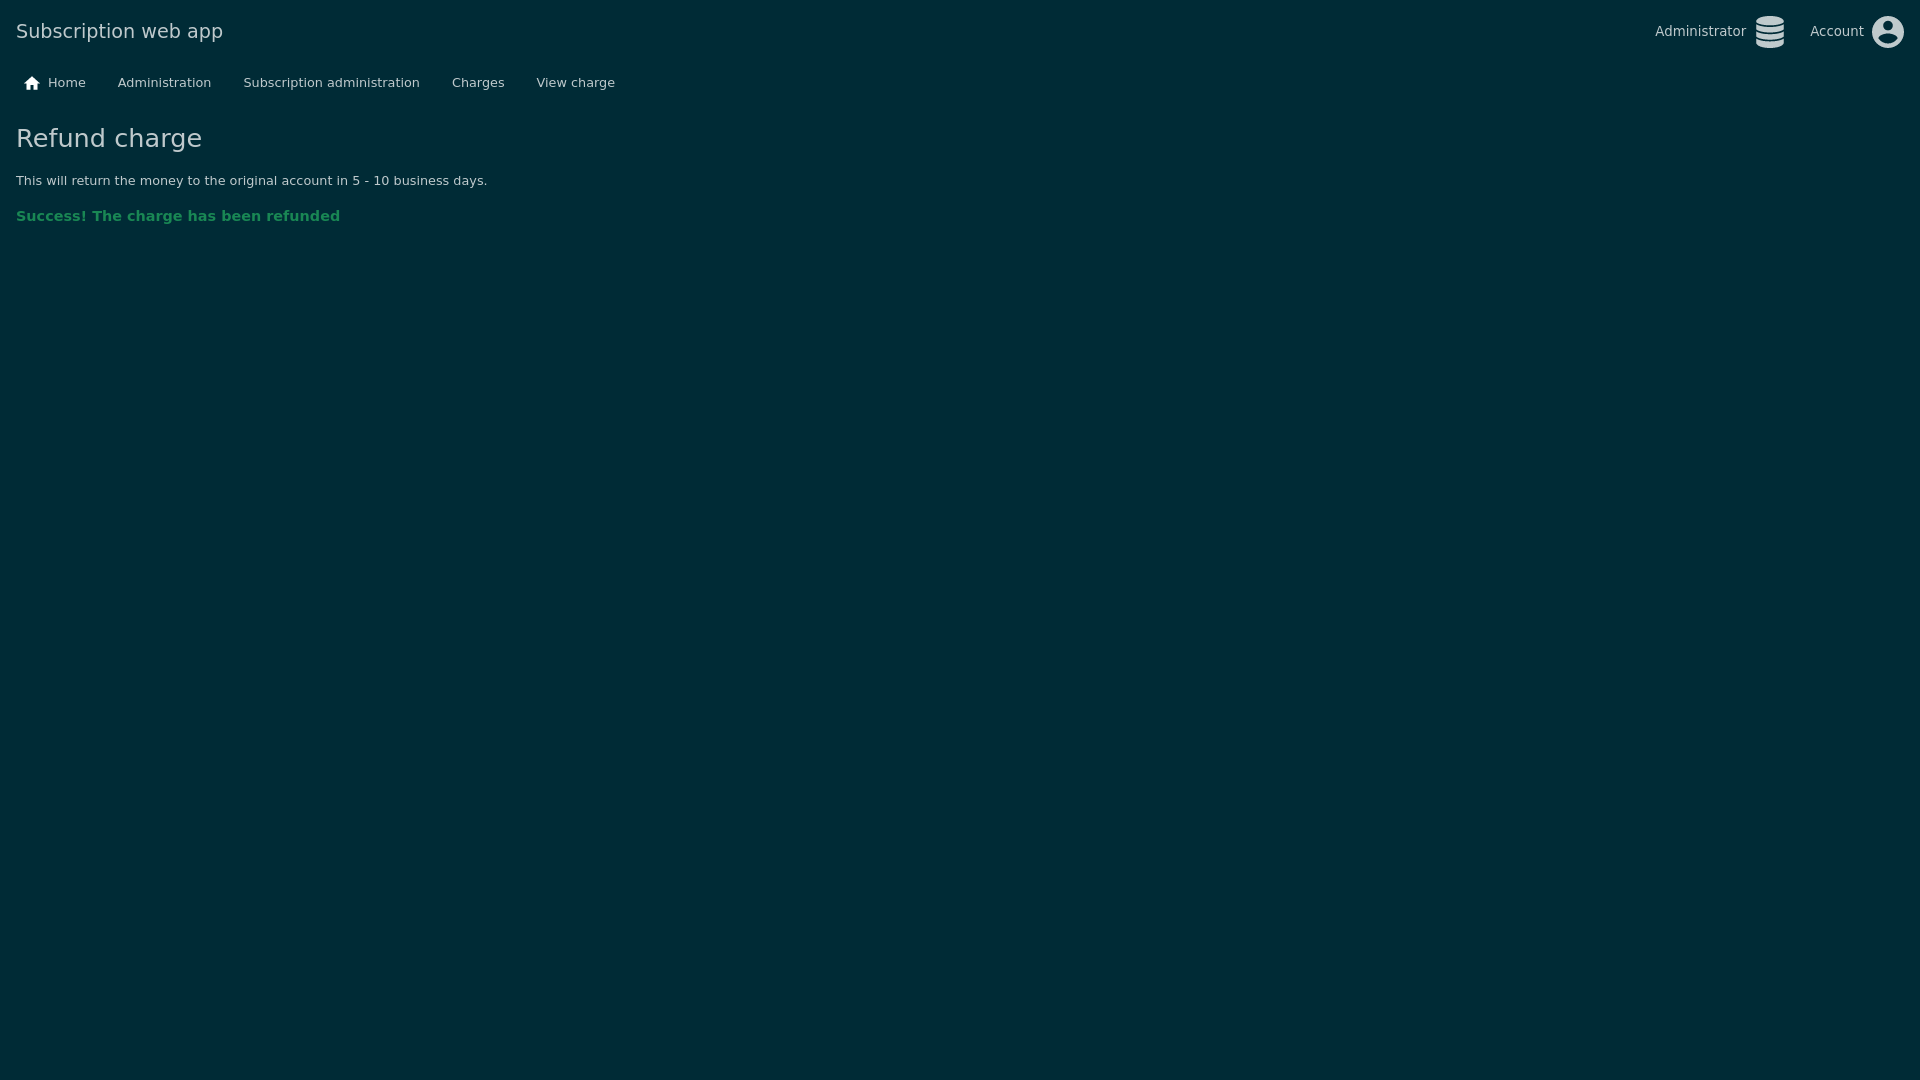 Subscription web app
Administrator
Account
Home
Administration
Subscription administration
Charges
View charge
Refund charge
This will return the money to the original account in 5 - 10 business days.
Success! The charge has been refunded